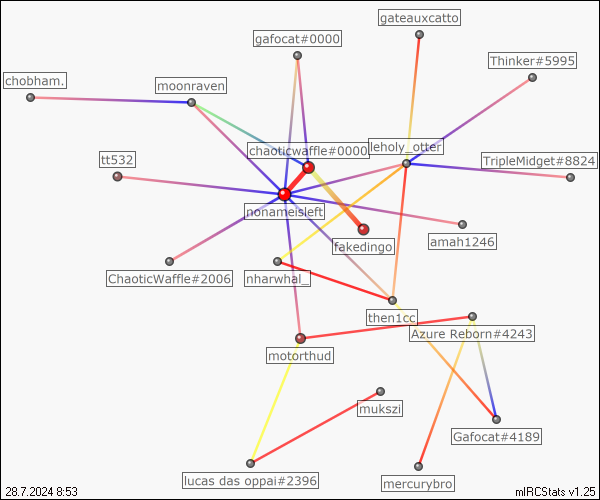 gateauxcatto
gafocat#0000
Thinker#5995
chobham.
moonraven
leholy_otter
chaoticwaffle#0000
tt532
TripleMidget#8824
nonameisleft
fakedingo
amah1246
ChaoticWaffle#2006
nharwhal_
then1cc
Azure Reborn#4243
motorthud
mukszi
Gafocat#4189
lucas das oppai#2396
mercurybro
28.7.2024 8:53
mIRCStats v1.25